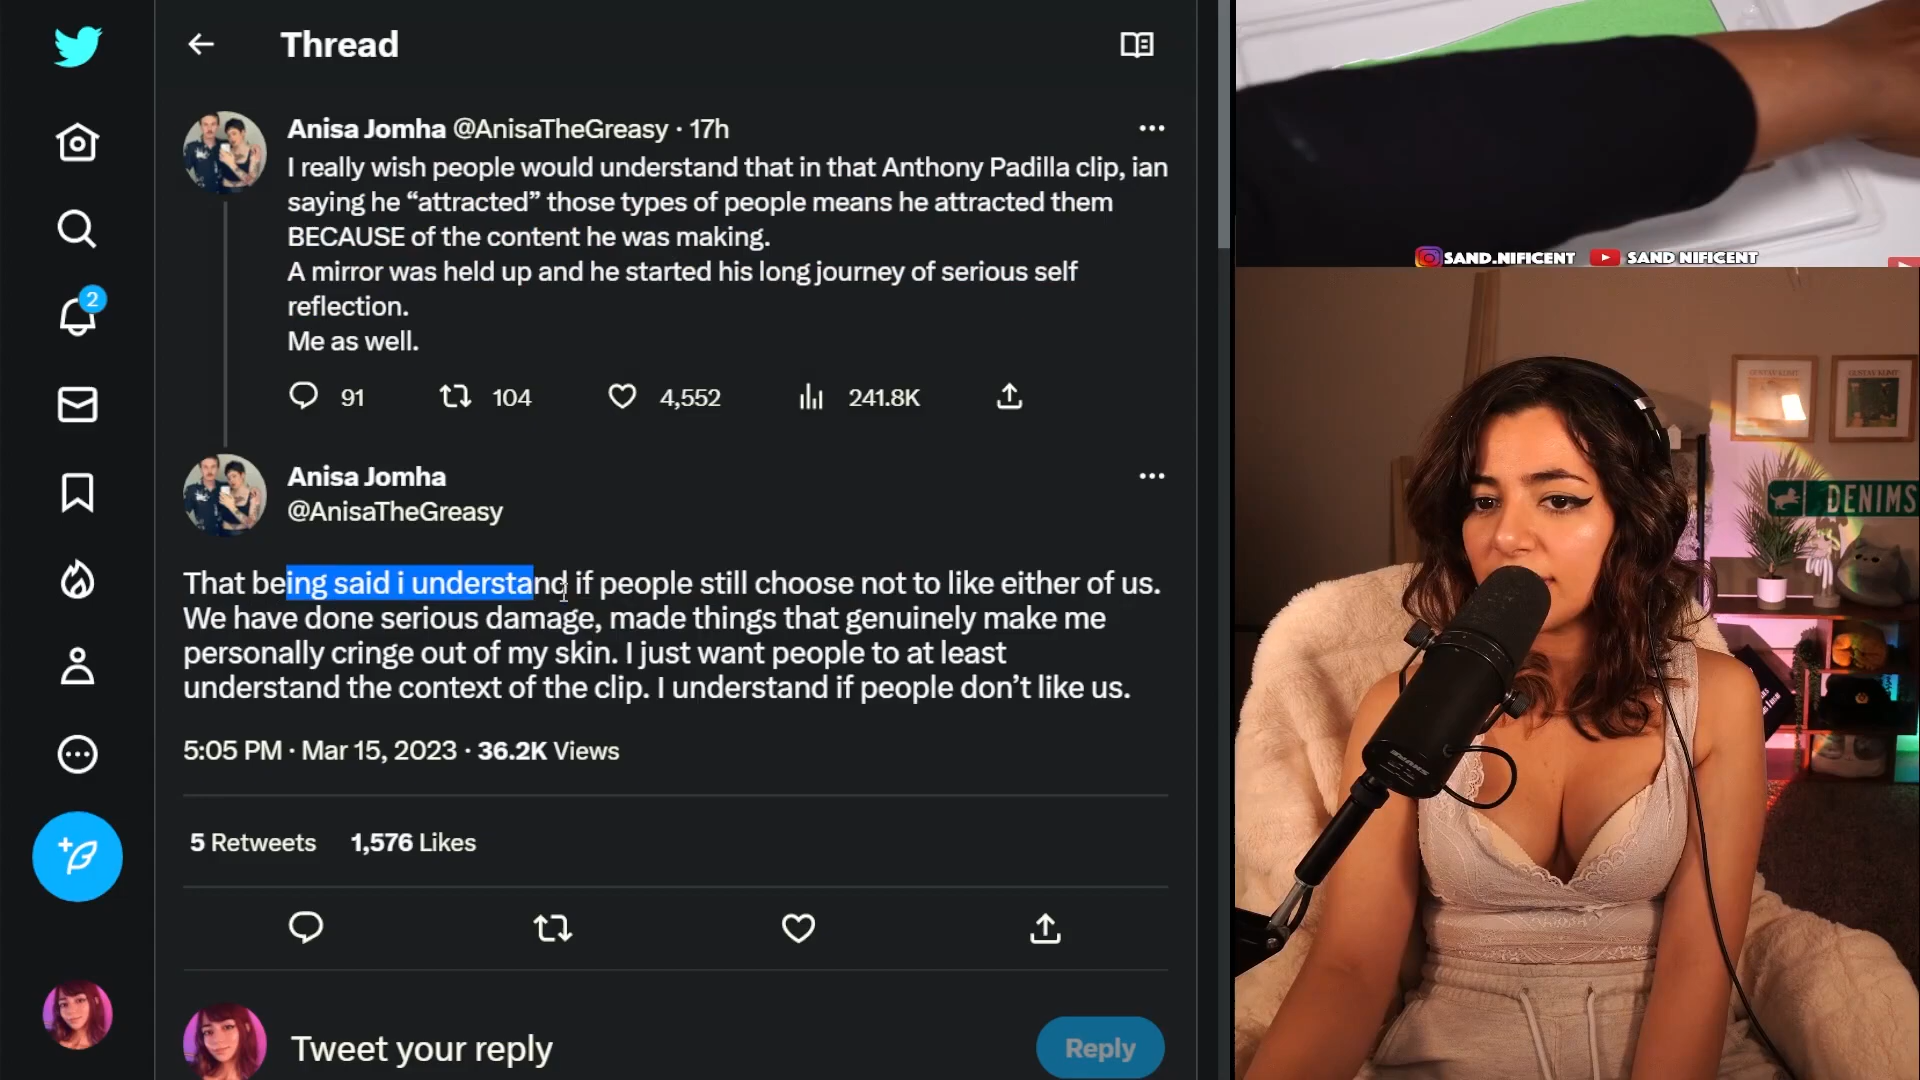 Thread
Anisa Jomha @AnisaTheGreasy · 17h
I really wish people would understand that in that Anthony Padilla clip, ian
saying he “attracted” those types of people means he attracted them
BECAUSE of the content he was making.
A mirror was held up and he started his long journey of serious self
reflection.
Me as well.
91 104 4,552 241.8K
Anisa Jomha
@AnisaTheGreasy
That being said i understand if people still choose not to like either of us.
We have done serious damage, made things that genuinely make me
personally cringe out of my skin. I just want people to at least
understand the context of the clip. I understand if people don’t like us.
5:05 PM · Mar 15, 2023 · 36.2K Views
5 Retweets 1,576 Likes
Tweet your reply
Reply
2
SAND.NIFICENT SAND NIFICENT
GUSTAV KLIMT
DENIMS